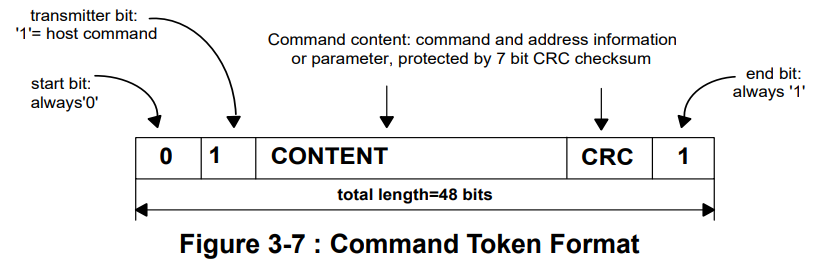 transmitter bit:
'1'= host command
Command content: command and address information
or parameter, protected by 7 bit CRC checksum
start bit:
always'0'
end bit:
always '1'
0 1 CONTENT CRC 1
total length=48 bits
Figure 3-7 : Command Token Format